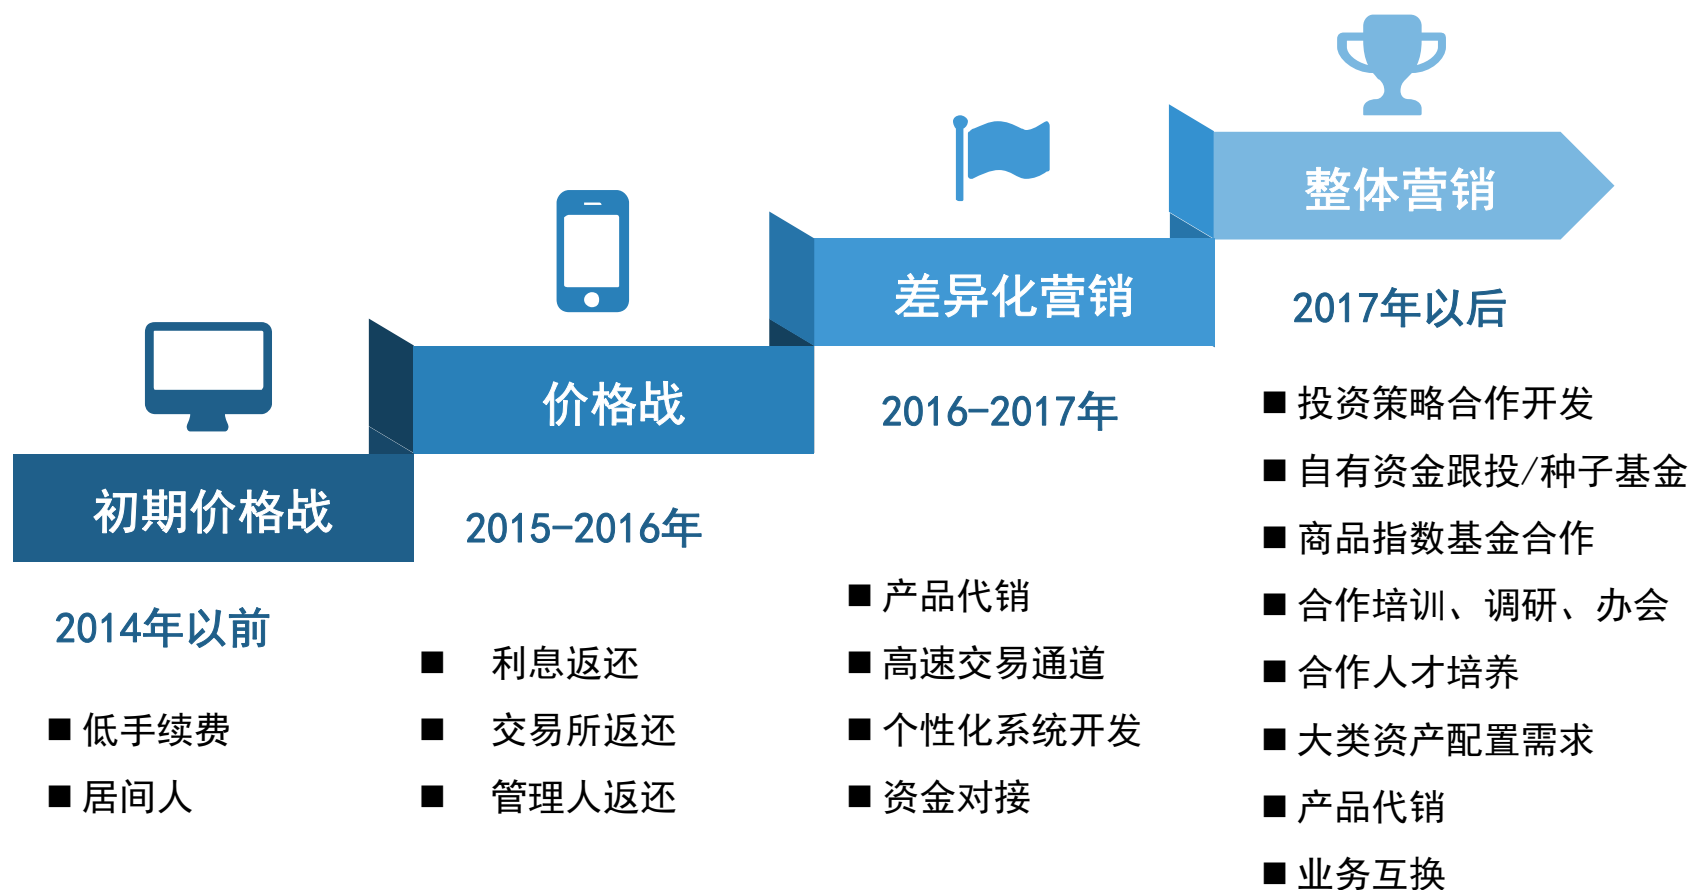 初期价格战
2014年以前
■ 低手续费
■ 居间人
价格战
2015-2016年
■ 利息返还
■ 交易所返还
■ 管理人返还
差异化营销
2016-2017年
■ 产品代销
■ 高速交易通道
■ 个性化系统开发
■ 资金对接
整体营销
2017年以后
■ 投资策略合作开发
■ 自有资金跟投/种子基金
■ 商品指数基金合作
■ 合作培训、调研、办会
■ 合作人才培养
■ 大类资产配置需求
■ 产品代销
■ 业务互换